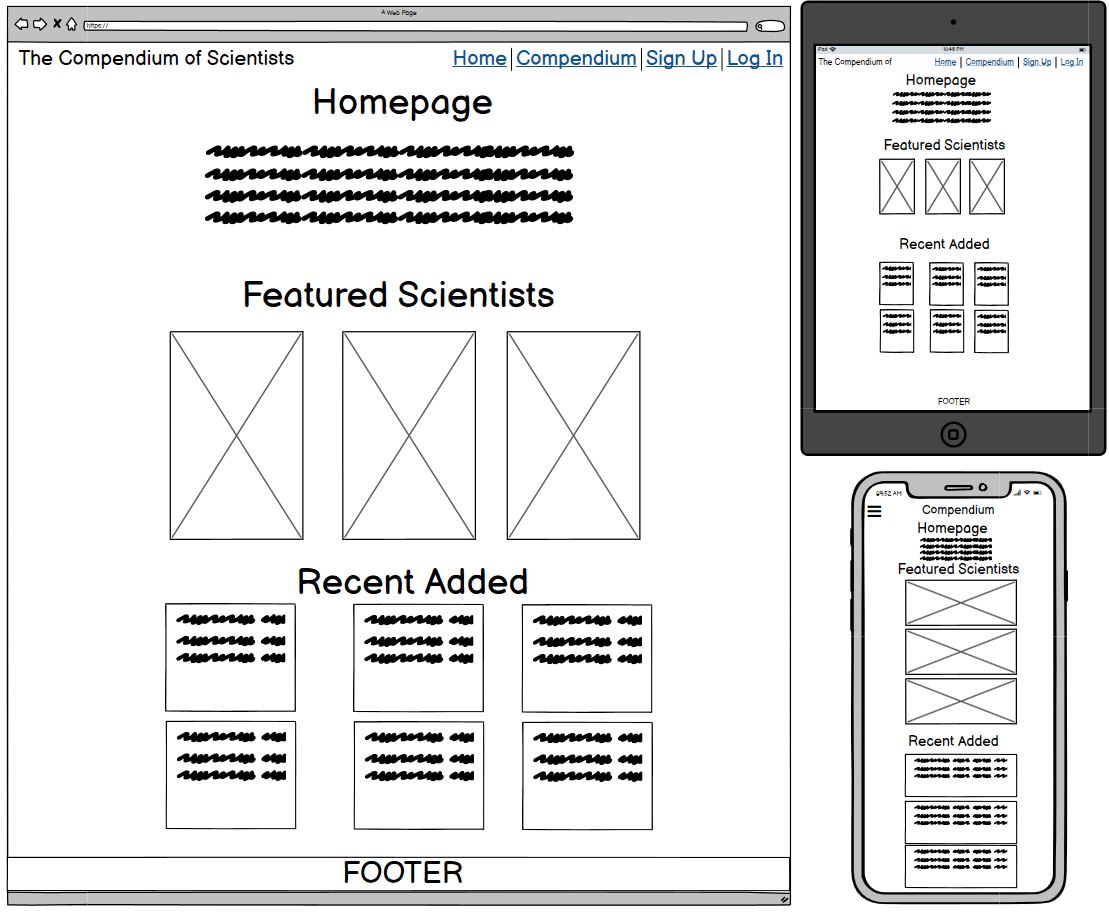 A Web Page
https://
The Compendium of Scientists
Home | Compendium | Sign Up | Log In
Homepage
Featured Scientists
Recent Added
FOOTER
iPad
10:48 PM
The Compendium of
Home | Compendium | Sign Up | Log In
Homepage
Featured Scientists
Recent Added
FOOTER
09:52 AM
Compendium
Homepage
Featured Scientists
Recent Added